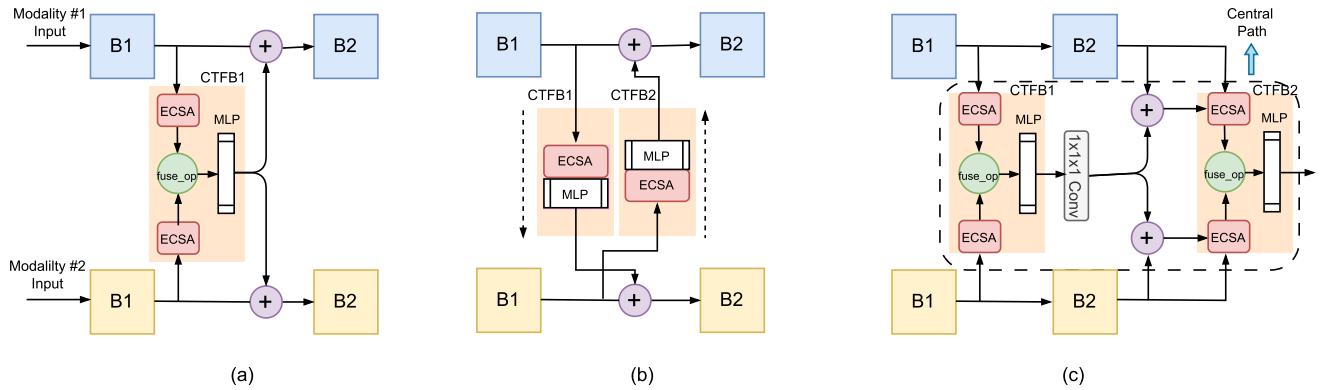 Modality #1
Input
B1
+
B2
CTFB1
ECSA
MLP
fuse_op
ECSA
Modalilty #2
Input
B1
+
B2
(a)
B1
+
B2
CTFB1
CTFB2
ECSA
MLP
MLP
ECSA
B1
+
B2
(b)
Central
Path
B1
B2
CTFB1
CTFB2
ECSA
MLP
fuse_op
ECSA
1x1x1 Conv
+
+
ECSA
MLP
fuse_op
ECSA
B1
B2
(c)